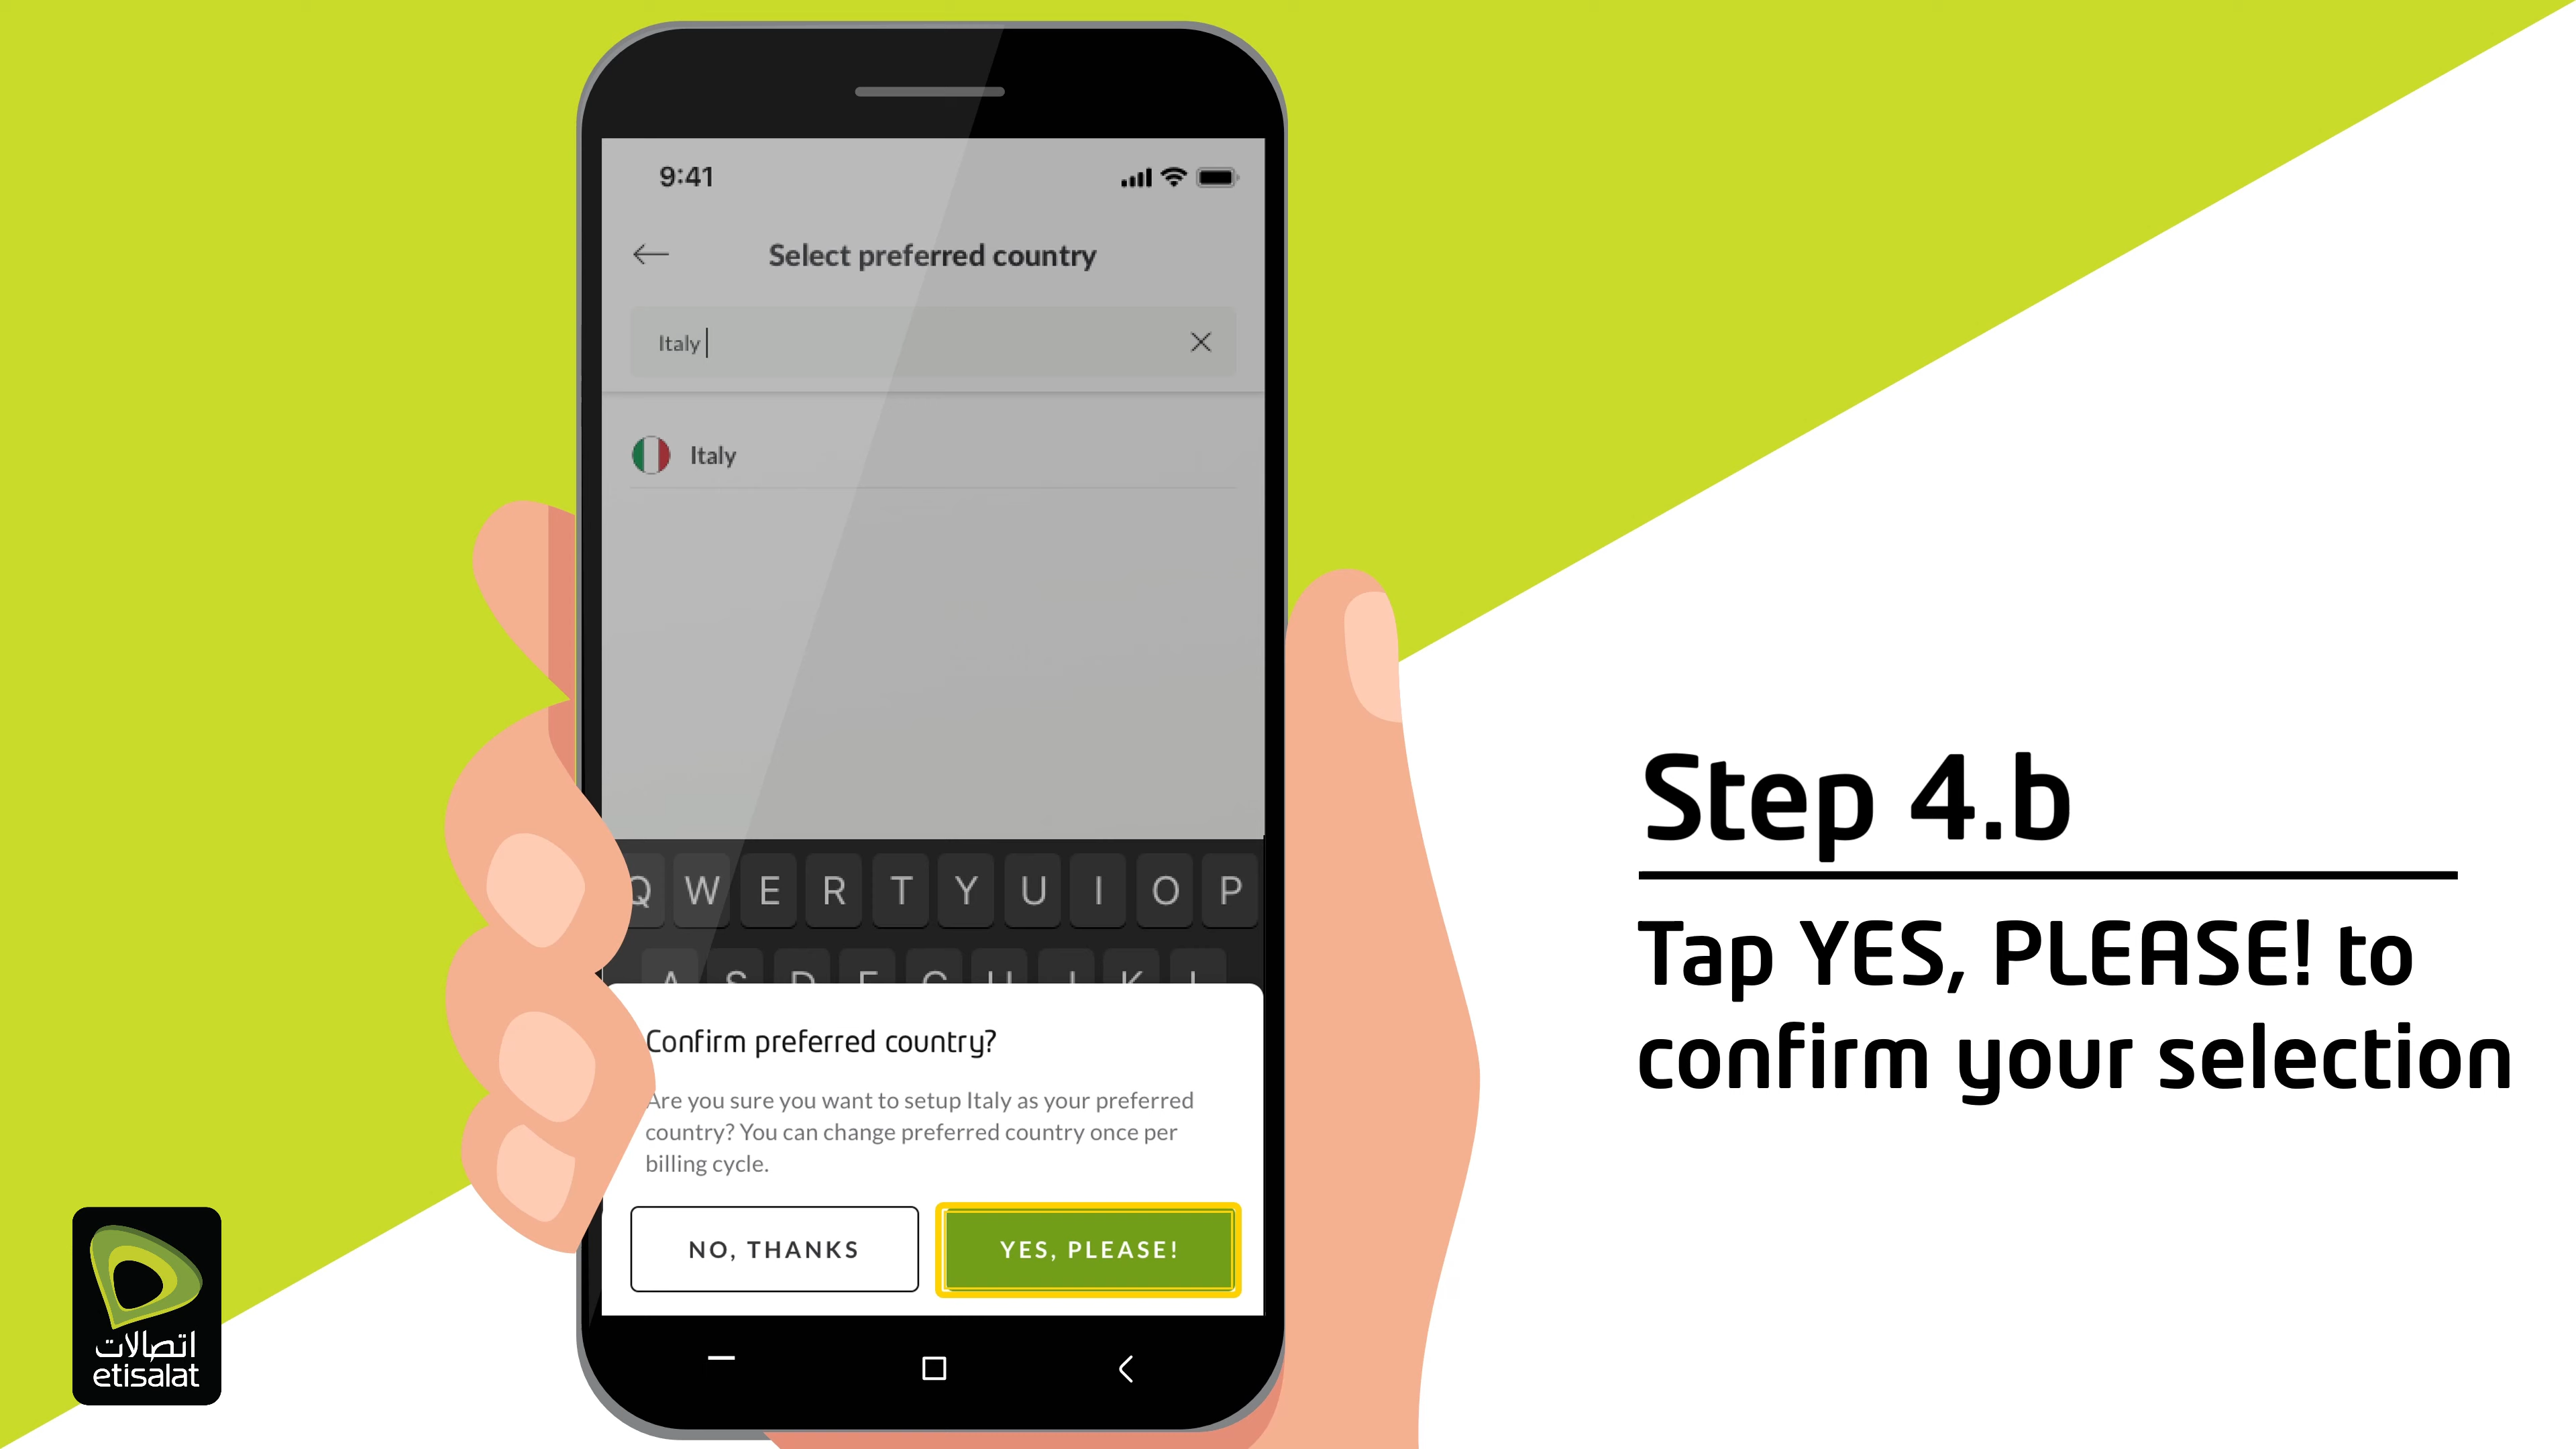 9:41
Select preferred country
Italy
Italy
Q W E R T Y U I O P
A S D F G H J K L
Confirm preferred country?
Are you sure you want to setup Italy as your preferred
country? You can change preferred country once per
billing cycle.
NO, THANKS
YES, PLEASE!
Step 4.b
Tap YES, PLEASE! to
confirm your selection
اتصالات
etisalat